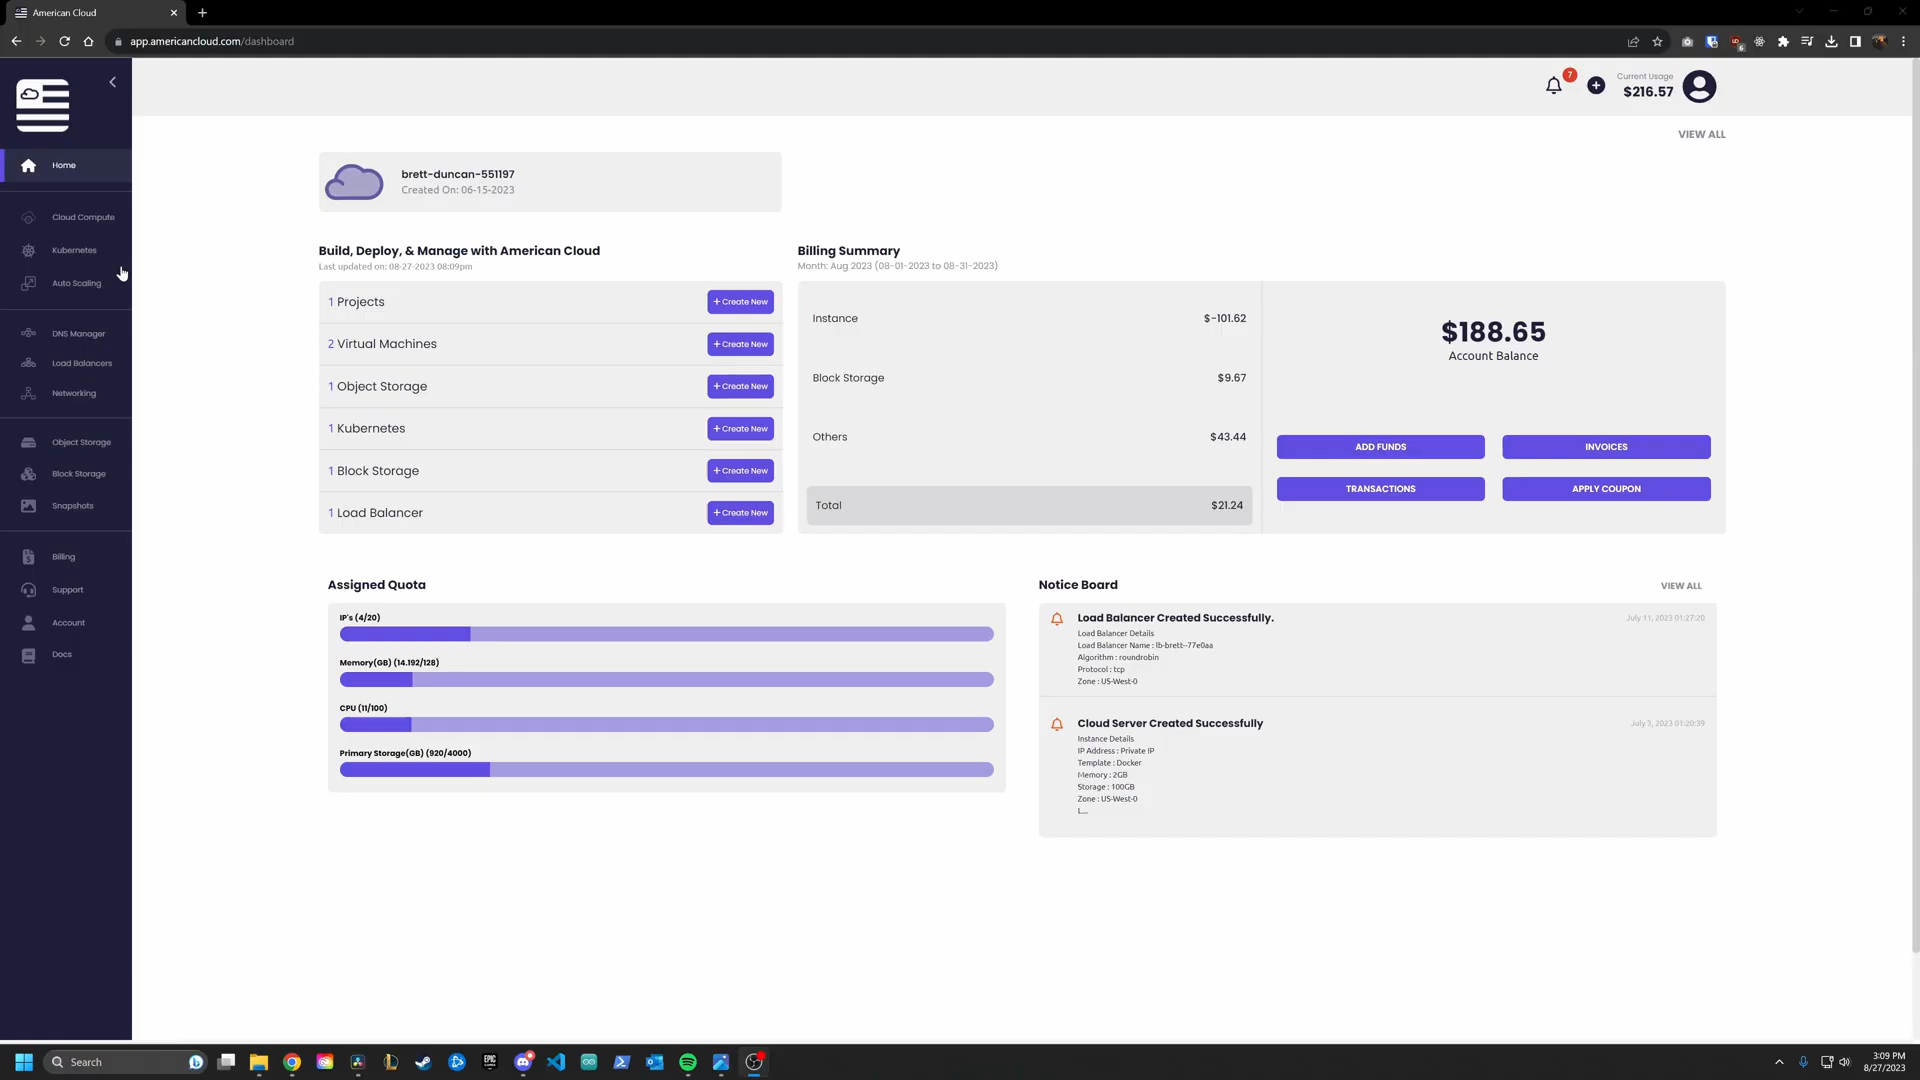 American Cloud
app.americancloud.com/dashboard
6
7
Current Usage
$216.57
VIEW ALL
Home
Cloud Compute
Kubernetes
Auto Scaling
DNS Manager
Load Balancers
Networking
Object Storage
Block Storage
Snapshots
Billing
Support
Account
Docs
brett-duncan-551197
Created On: 06-15-2023
Build, Deploy, & Manage with American Cloud
Last updated on: 08-27-2023 08:09pm
1 Projects
+ Create New
2 Virtual Machines
+ Create New
1 Object Storage
+ Create New
1 Kubernetes
+ Create New
1 Block Storage
+ Create New
1 Load Balancer
+ Create New
Billing Summary
Month: Aug 2023 (08-01-2023 to 08-31-2023)
Instance $-101.62
Block Storage $9.67
Others $43.44
Total $21.24
$188.65
Account Balance
ADD FUNDS
INVOICES
TRANSACTIONS
APPLY COUPON
Assigned Quota
IP's (4/20)
Memory(GB) (14.192/128)
CPU (11/100)
Primary Storage(GB) (920/4000)
Notice Board
VIEW ALL
Load Balancer Created Successfully.
July 11, 2023 01:27:20
Load Balancer Details
Load Balancer Name : lb-brett--77e0aa
Algorithm : roundrobin
Protocol : tcp
Zone : US-West-0
Cloud Server Created Successfully
July 3, 2023 01:20:39
Instance Details
IP Address : Private IP
Template : Docker
Memory : 2GB
Storage : 100GB
Zone : US-West-0
L...
Search
EPIC
3:09 PM
8/27/2023